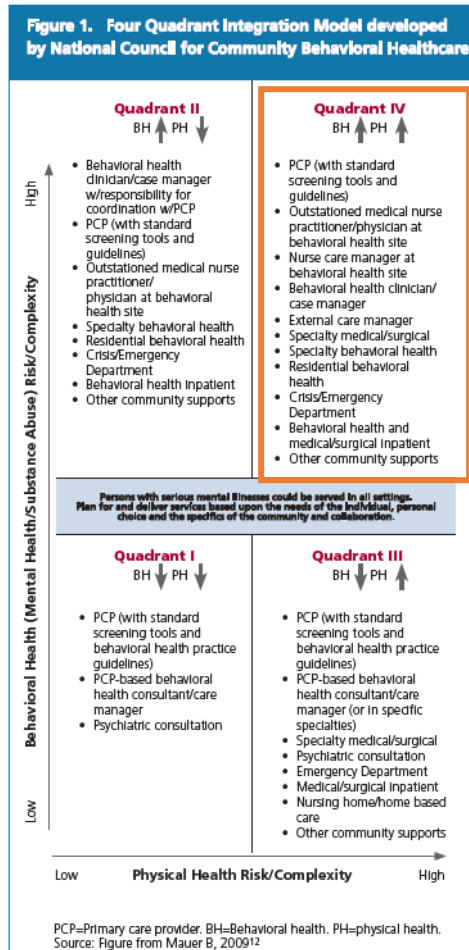 Figure 1. Four Quadrant Integration Model developed
by National Council for Community Behavioral Healthcare
Behavioral Health (Mental Health/Substance Abuse) Risk/Complexity
High
Low
Quadrant II
BH PH
• Behavioral health
clinician/case manager
w/responsibility for
coordination w/PCP
• PCP (with standard
screening tools and
guidelines)
• Outstationed medical nurse
practitioner/
physician at behavioral
health site
• Specialty behavioral health
• Residential behavioral health
• Crisis/Emergency
Department
• Behavioral health inpatient
• Other community supports
Quadrant IV
BH PH
• PCP (with standard
screening tools and
guidelines)
• Outstationed medical nurse
practitioner/physician at
behavioral health site
• Nurse care manager at
behavioral health site
• Behavioral health clinician/
case manager
• External care manager
• Specialty medical/surgical
• Specialty behavioral health
• Residential behavioral
health
• Crisis/Emergency
Department
• Behavioral health and
medical/surgical inpatient
• Other community supports
Persons with serious mental illnesses could be served in all settings.
Plan for and deliver services based upon the needs of the individual, personal
choice and the specifics of the community and collaboration.
Quadrant I
BH PH
• PCP (with standard
screening tools and
behavioral health practice
guidelines)
• PCP-based behavioral
health consultant/care
manager
• Psychiatric consultation
Quadrant III
BH PH
• PCP (with standard
screening tools and
behavioral health practice
guidelines)
• PCP-based behavioral
health consultant/care
manager (or in specific
specialties)
• Specialty medical/surgical
• Psychiatric consultation
• Emergency Department
• Medical/surgical inpatient
• Nursing home/home based
care
• Other community supports
Low Physical Health Risk/Complexity High
PCP=Primary care provider. BH=Behavioral health. PH=physical health.
Source: Figure from Mauer B, 2009¹²